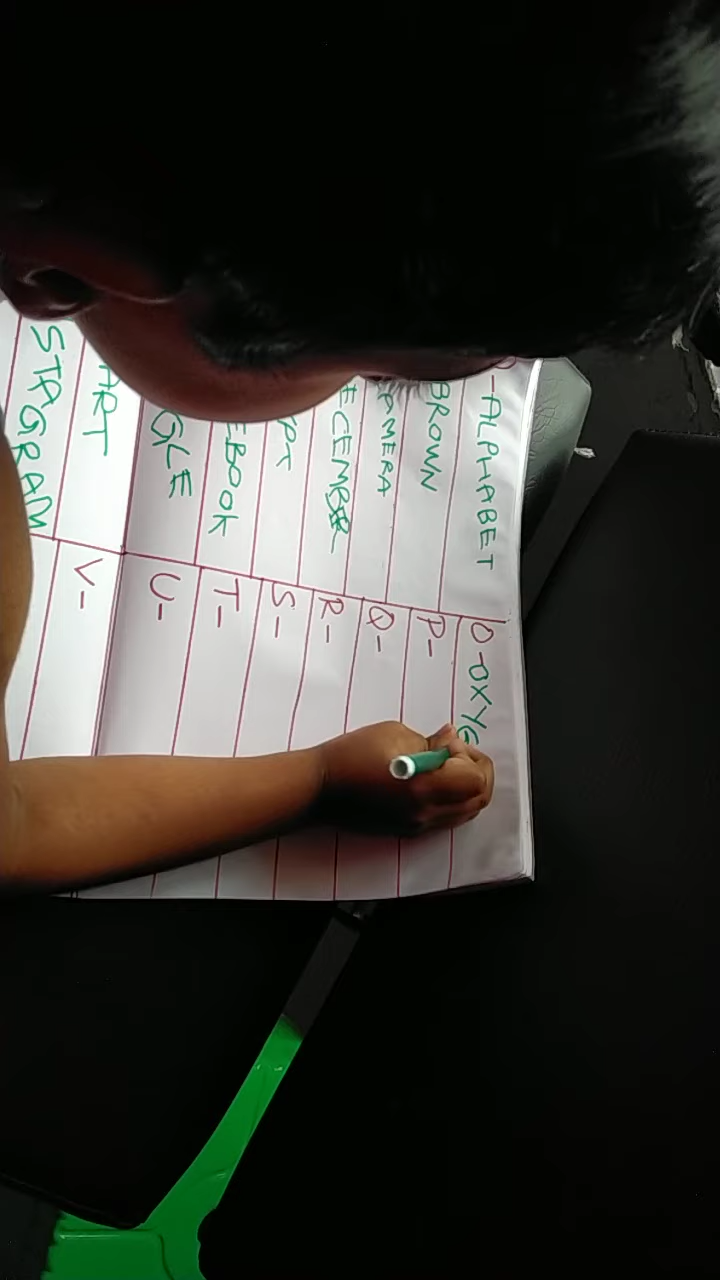 ALPHABET
BROWN
AMERA
ECEMBER
PT
EBOOK
GLE
ART
STAGRAM
O-OXYG
P-
Q-
R-
S-
T-
U-
V-